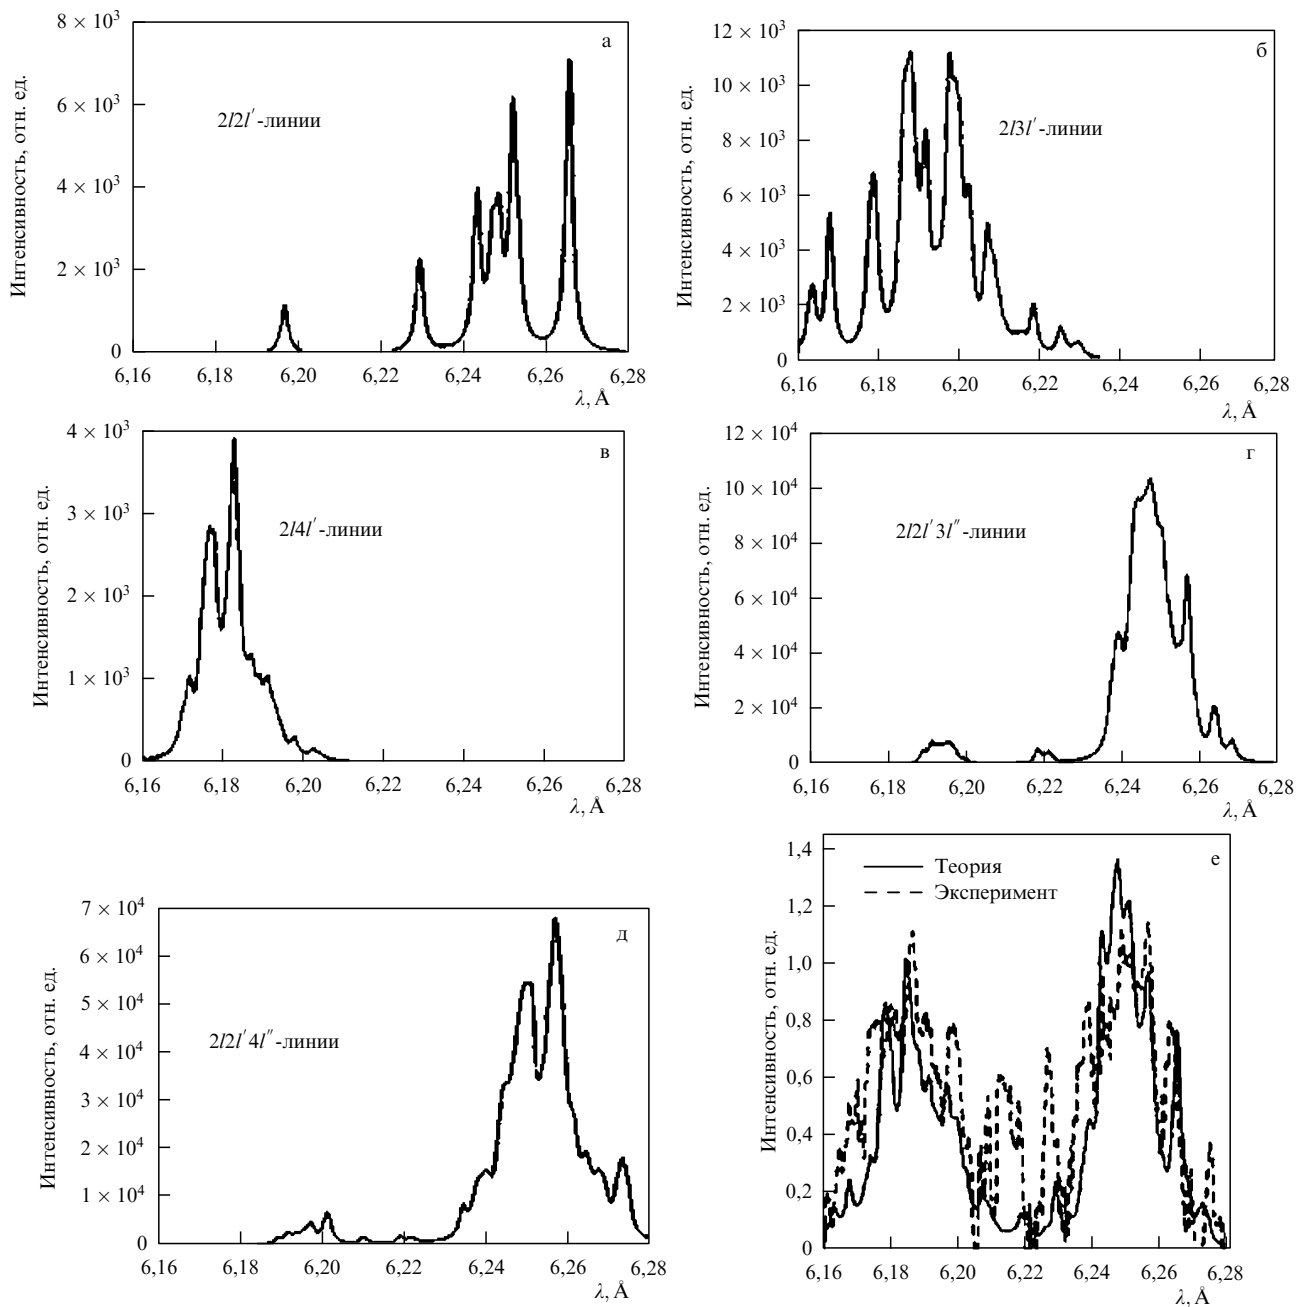 8 × 10³
6 × 10³
4 × 10³
2 × 10³
0
Интенсивность, отн. ед.
а
2l2l′-линии
6,16 6,18 6,20 6,22 6,24 6,26 6,28
λ, Å
12 × 10³
10 × 10³
8 × 10³
6 × 10³
4 × 10³
2 × 10³
0
Интенсивность, отн. ед.
б
2l3l′-линии
6,16 6,18 6,20 6,22 6,24 6,26 6,28
λ, Å
4 × 10³
3 × 10³
2 × 10³
1 × 10³
0
Интенсивность, отн. ед.
в
2l4l′-линии
6,16 6,18 6,20 6,22 6,24 6,26 6,28
λ, Å
12 × 10⁴
10 × 10⁴
8 × 10⁴
6 × 10⁴
4 × 10⁴
2 × 10⁴
0
Интенсивность, отн. ед.
г
2l2l′3l″-линии
6,16 6,18 6,20 6,22 6,24 6,26 6,28
λ, Å
7 × 10⁴
6 × 10⁴
5 × 10⁴
4 × 10⁴
3 × 10⁴
2 × 10⁴
1 × 10⁴
0
Интенсивность, отн. ед.
д
2l2l′4l″-линии
6,16 6,18 6,20 6,22 6,24 6,26 6,28
λ, Å
1,4
1,2
1,0
0,8
0,6
0,4
0,2
0
Интенсивность, отн. ед.
е
Теория
Эксперимент
6,16 6,18 6,20 6,22 6,24 6,26 6,28
λ, Å